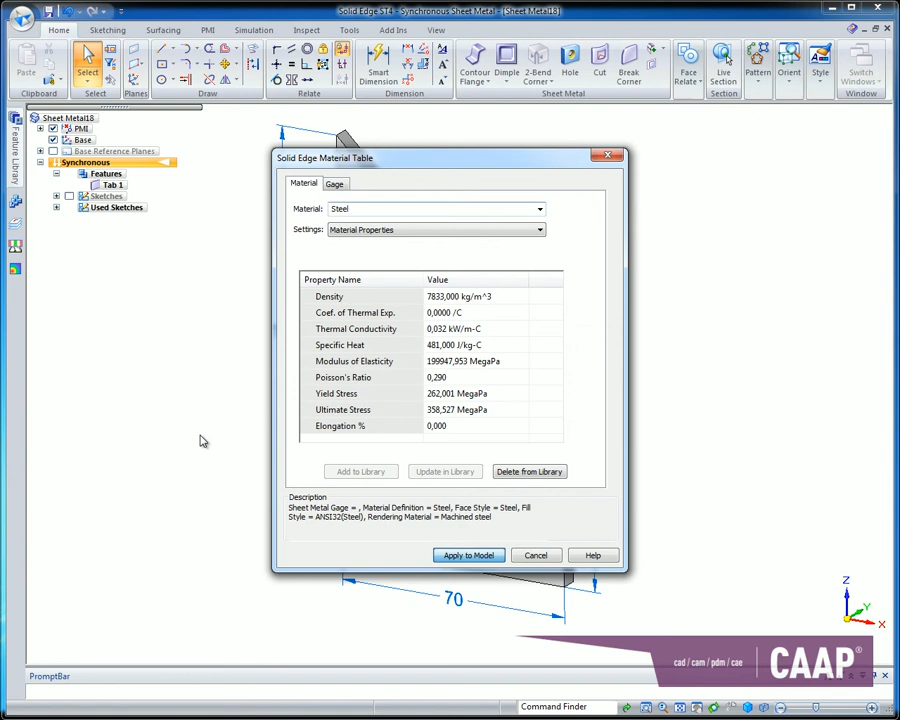 Solid Edge ST4 - Synchronous Sheet Metal - [Sheet Metal18]
Home Sketching Surfacing PMI Simulation Inspect Tools Add Ins View
Paste Select Planes Smart Dimension Contour Flange Dimple 2-Bend Corner Hole Cut Break Corner Face Relate Live Section Pattern Orient Style Switch Windows
Clipboard Select Planes Draw Relate Dimension Sheet Metal Section Window
Feature Library
Sheet Metal18
PMI
Base
Base Reference Planes
Synchronous
Features
Tab 1
Sketches
Used Sketches
Solid Edge Material Table
Material Gage
Material: Steel
Settings: Material Properties
Property Name Value
Density 7833,000 kg/m^3
Coef. of Thermal Exp. 0,0000 /C
Thermal Conductivity 0,032 kW/m-C
Specific Heat 481,000 J/kg-C
Modulus of Elasticity 199947,953 MegaPa
Poisson's Ratio 0,290
Yield Stress 262,001 MegaPa
Ultimate Stress 358,527 MegaPa
Elongation % 0,000
Add to Library Update in Library Delete from Library
Description
Sheet Metal Gage = , Material Definition = Steel, Face Style = Steel, Fill
Style = ANSI32(Steel), Rendering Material = Machined steel
Apply to Model Cancel Help
70
Z
Y
X
cad / cam / pdm / cae CAAP®
PromptBar
Command Finder